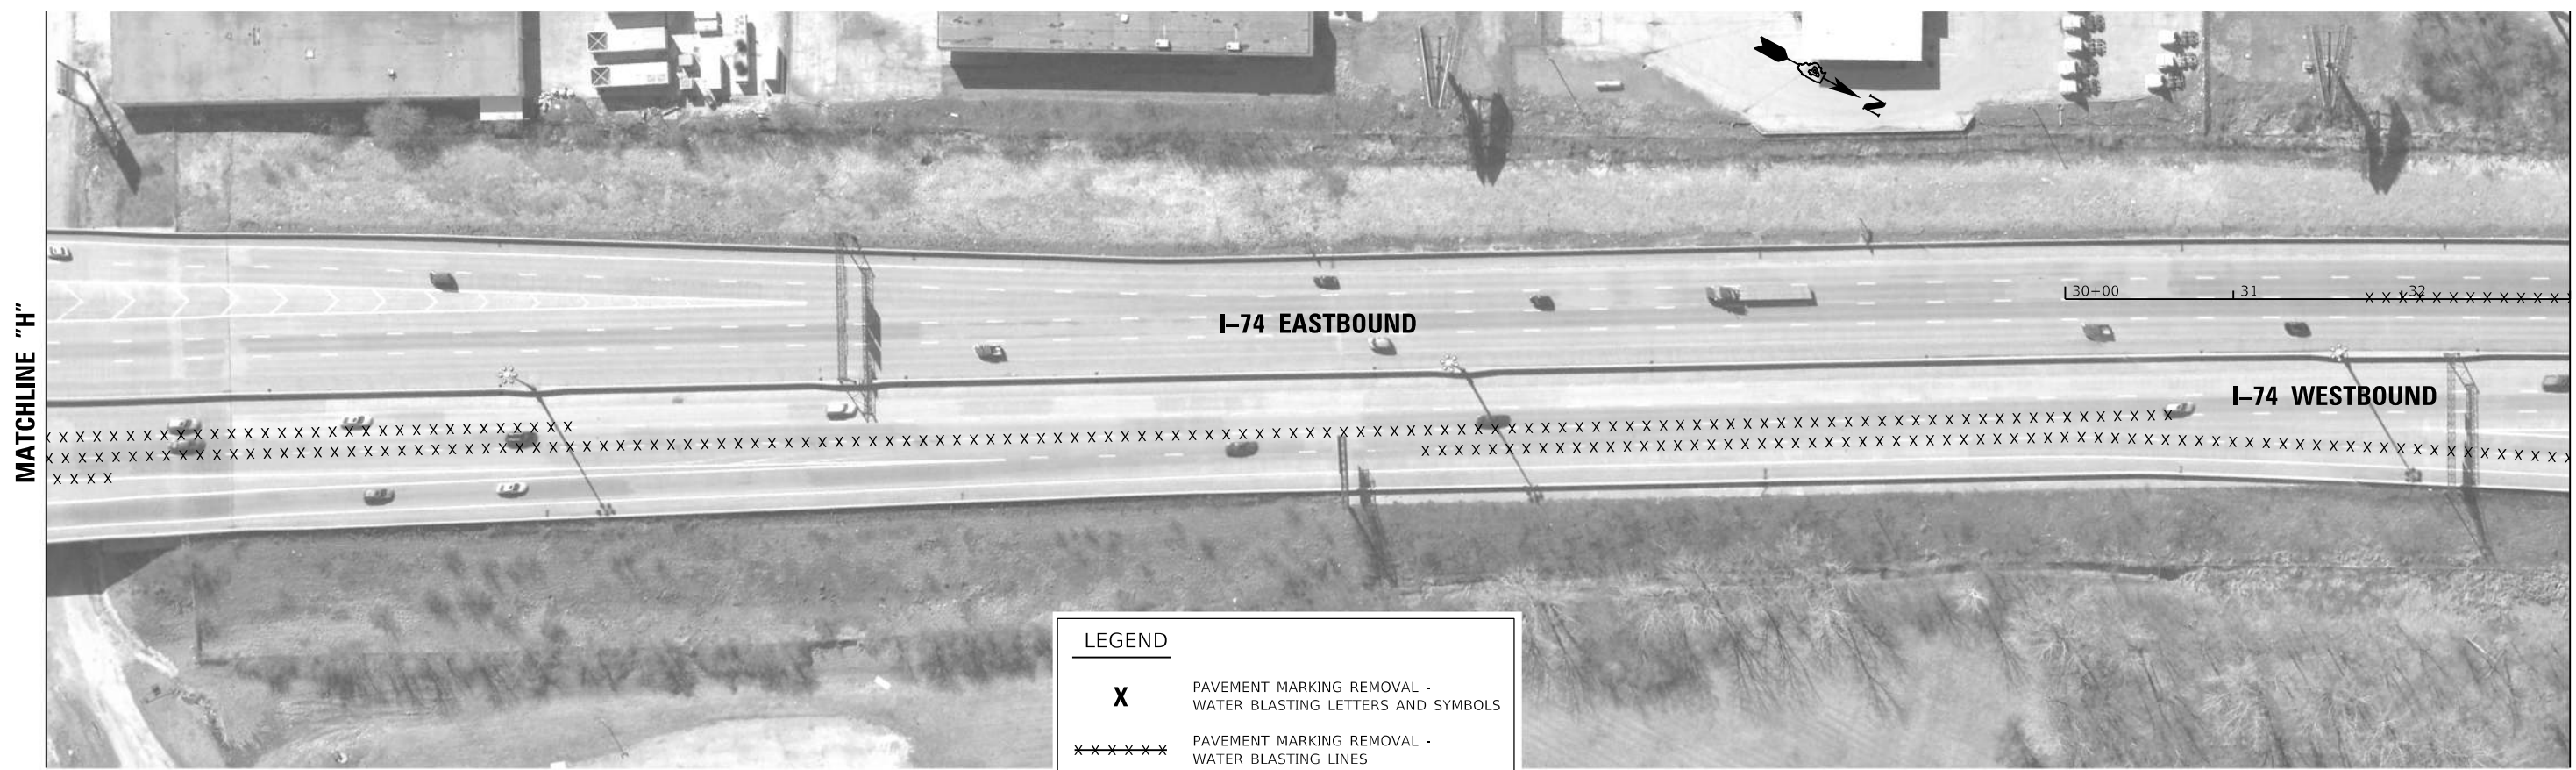 N
MATCHLINE "H"
30+00
31
32
I-74 EASTBOUND
I-74 WESTBOUND
LEGEND
X PAVEMENT MARKING REMOVAL -
WATER BLASTING LETTERS AND SYMBOLS
PAVEMENT MARKING REMOVAL -
WATER BLASTING LINES